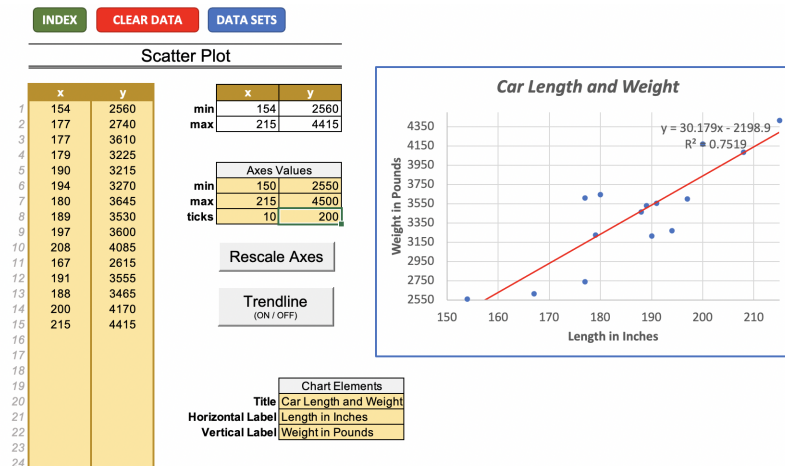 INDEX CLEAR DATA DATA SETS
Scatter Plot
x y
1 154 2560
2 177 2740
3 177 3610
4 179 3225
5 190 3215
6 194 3270
7 180 3645
8 189 3530
9 197 3600
10 208 4085
11 167 2615
12 191 3555
13 188 3465
14 200 4170
15 215 4415
16
17
18
19
20
21
22
23
24
x y
min 154 2560
max 215 4415
Axes Values
min 150 2550
max 215 4500
ticks 10 200
Rescale Axes
Trendline
(ON / OFF)
Chart Elements
Title Car Length and Weight
Horizontal Label Length in Inches
Vertical Label Weight in Pounds
Car Length and Weight
y = 30.179x - 2198.9
R² = 0.7519
Weight in Pounds
4350
4150
3950
3750
3550
3350
3150
2950
2750
2550
150 160 170 180 190 200 210
Length in Inches